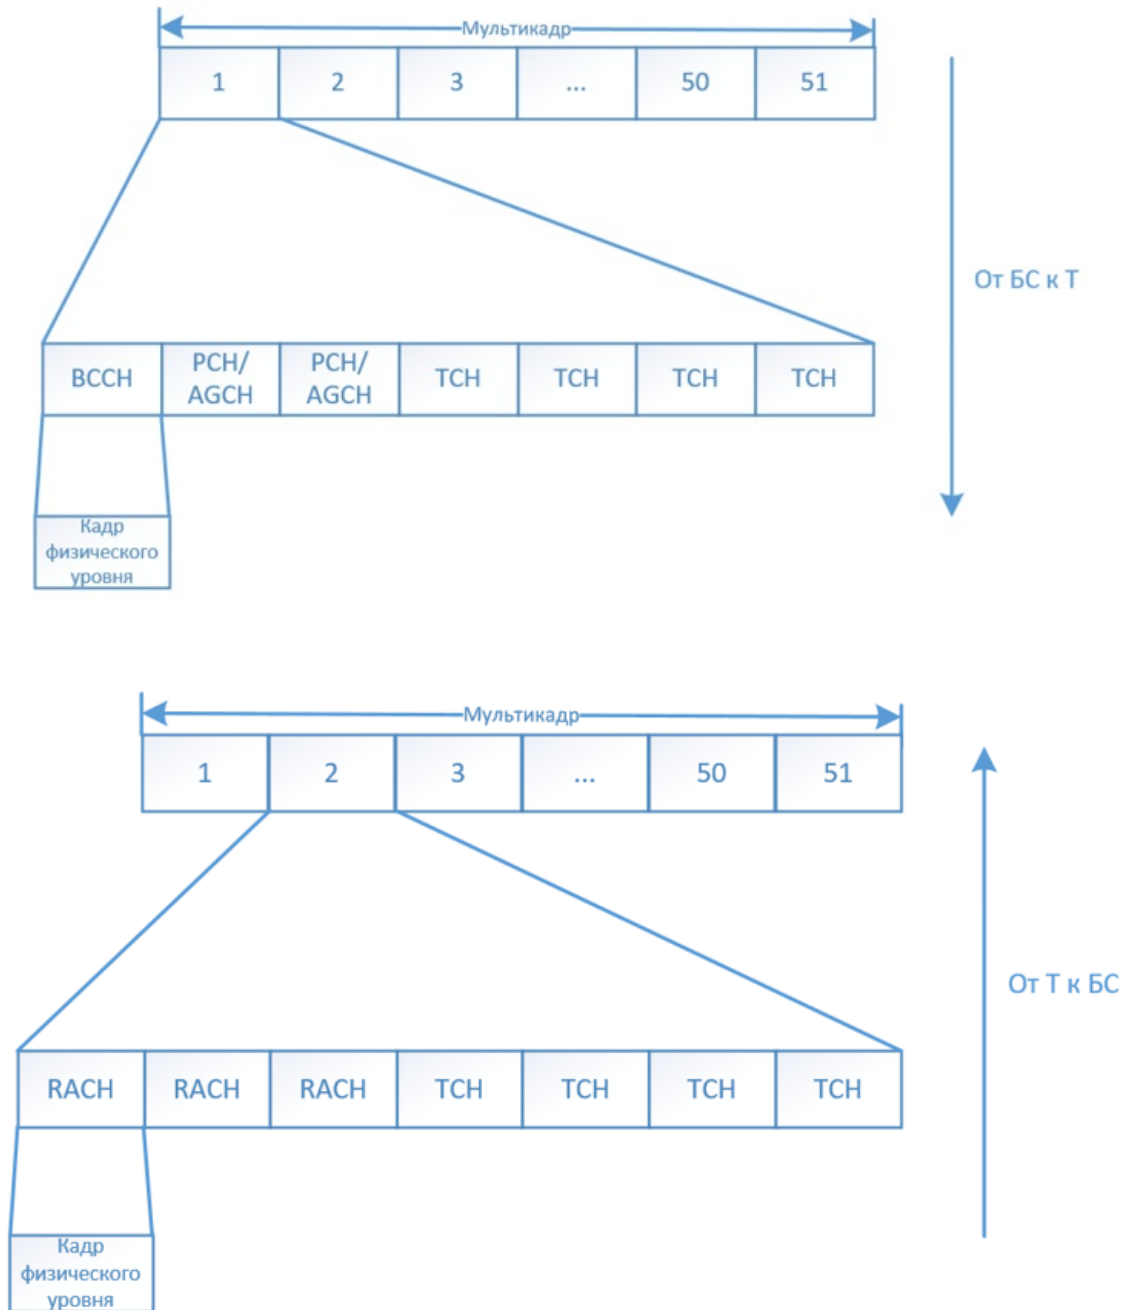 Мультикадр
1 2 3 ... 50 51
От БС к Т
BCCH PCH/ PCH/ TCH TCH TCH TCH
AGCH AGCH
Кадр
физического
уровня
Мультикадр
1 2 3 ... 50 51
От Т к БС
RACH RACH RACH TCH TCH TCH TCH
Кадр
физического
уровня